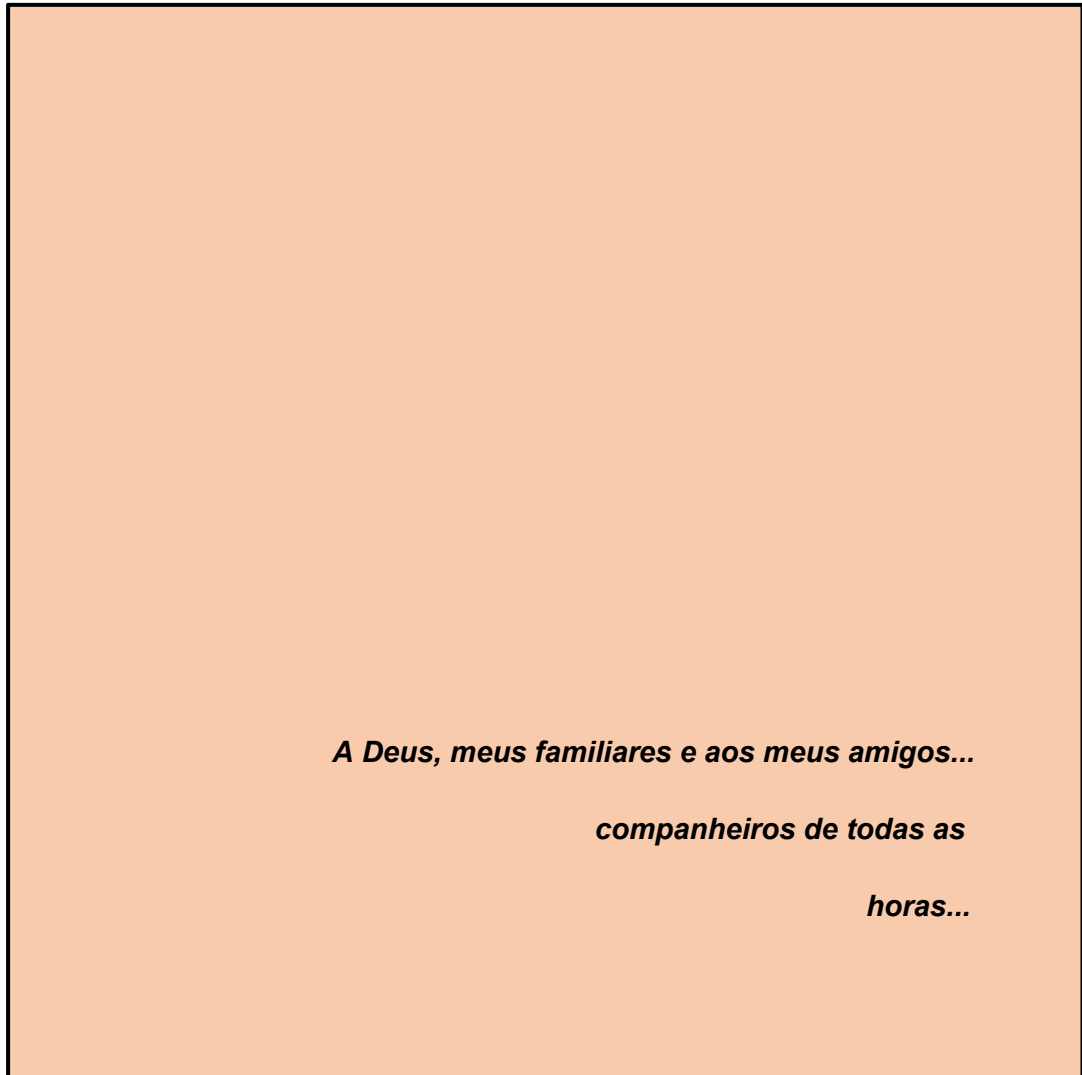 A Deus, meus familiares e aos meus amigos...
companheiros de todas as
horas...